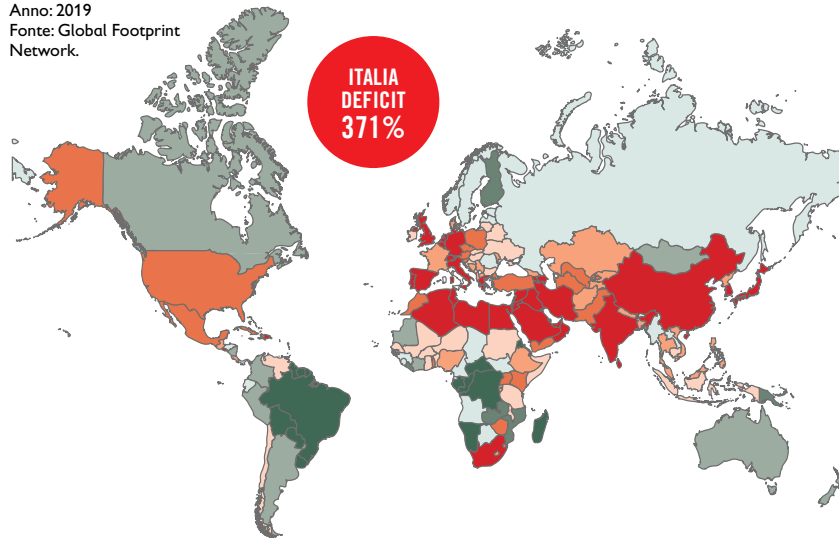 Anno: 2019
Fonte: Global Footprint
Network.
ITALIA
DEFICIT
371%